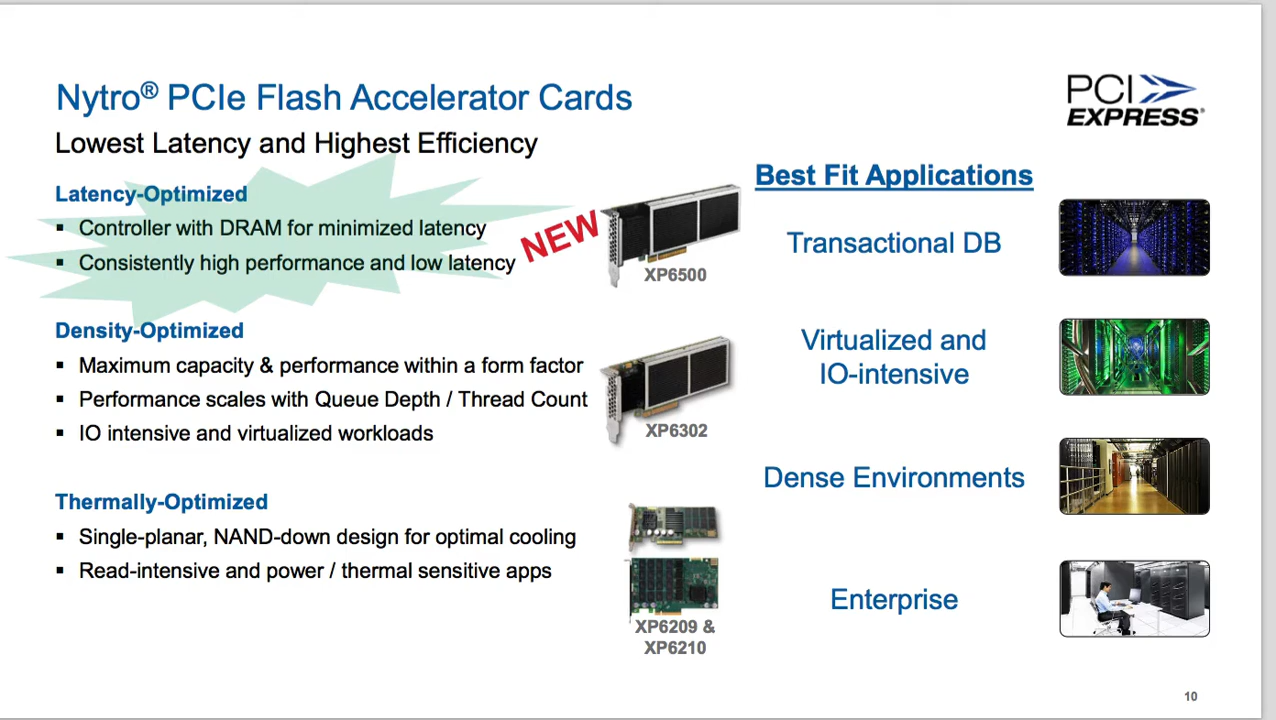 Nytro® PCIe Flash Accelerator Cards
Lowest Latency and Highest Efficiency
PCI
EXPRESS®
Latency-Optimized
▪ Controller with DRAM for minimized latency
▪ Consistently high performance and low latency
NEW
XP6500
Density-Optimized
▪ Maximum capacity & performance within a form factor
▪ Performance scales with Queue Depth / Thread Count
▪ IO intensive and virtualized workloads
XP6302
Thermally-Optimized
▪ Single-planar, NAND-down design for optimal cooling
▪ Read-intensive and power / thermal sensitive apps
XP6209 &
XP6210
Best Fit Applications
Transactional DB
Virtualized and
IO-intensive
Dense Environments
Enterprise
10